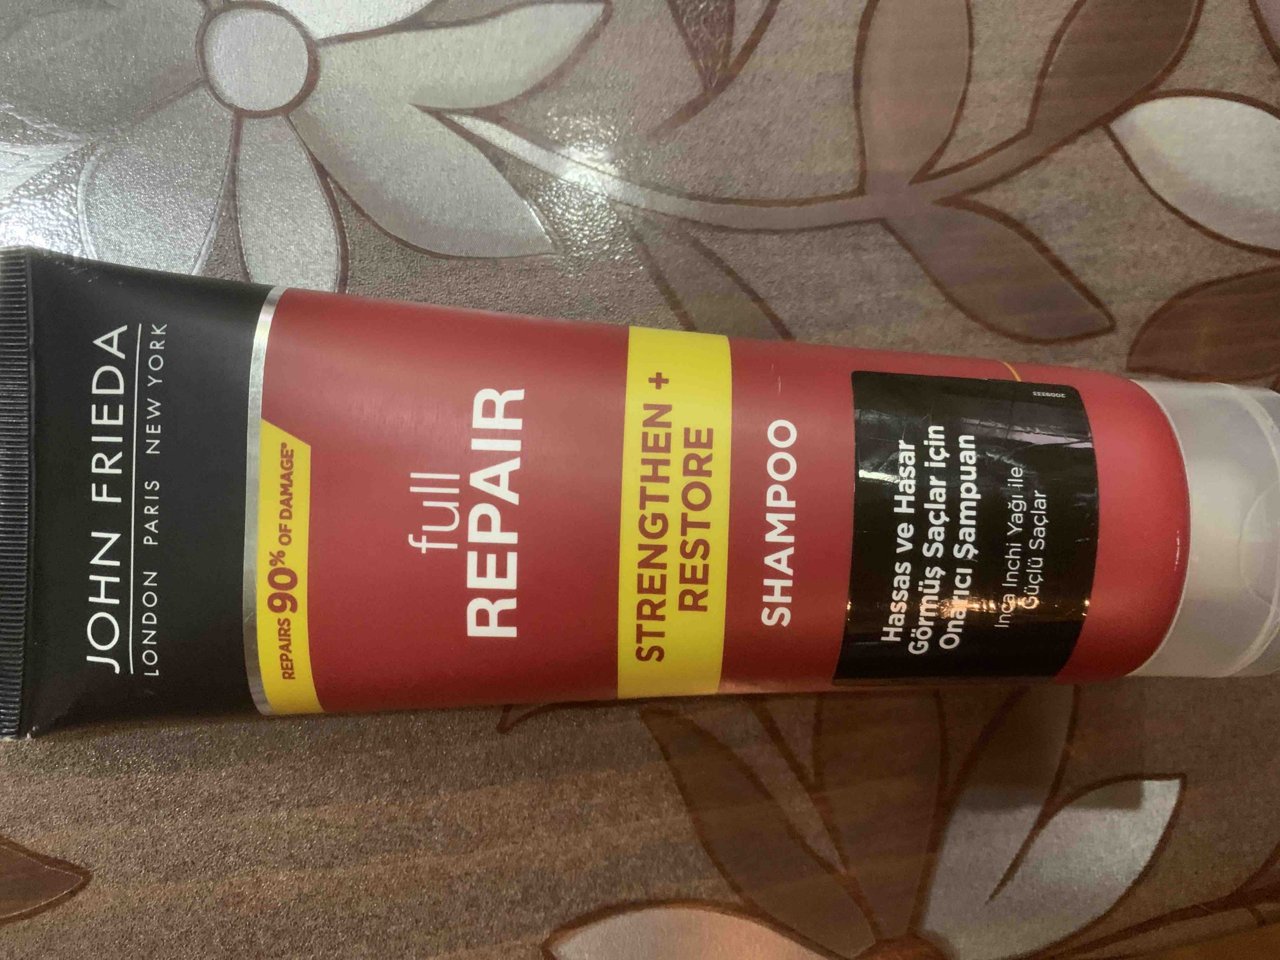 JOHN FRIEDA
LONDON PARIS NEW YORK
REPAIRS 90% OF DAMAGE*
full
REPAIR
STRENGTHEN +
RESTORE
SHAMPOO
Hassas ve Hasar
Görmüş Saçlar için
Onarıcı Şampuan
Inca Inchi Yağı ile
Güçlü Saçlar